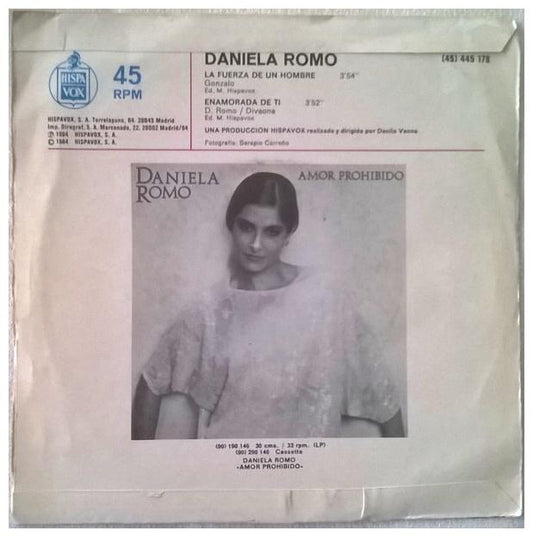 HISPA
VOX
45
RPM
HISPAVOX, S. A. Torrelaguna, 64. 28043 Madrid
Imp. Diregraf, S. A. Marcenado, 22. 28002 Madrid/84
Ⓟ 1984 HISPAVOX, S. A.
© 1984 HISPAVOX, S. A.
DANIELA ROMO
(45) 445 178
LA FUERZA DE UN HOMBRE 3'54"
Gonzalo
Ed. M. Hispavox
ENAMORADA DE TI 3'52"
D. Romo / Divaona
Ed. M. Hispavox
UNA PRODUCCION HISPAVOX realizada y dirigida por Danilo Vaona
Fotografía: Serapio Carreño
DANIELA
ROMO
AMOR PROHIBIDO
(90) 190 146 30 cms. / 33 rpm. (LP)
(90) 290 146 Cassette
DANIELA ROMO
«AMOR PROHIBIDO»